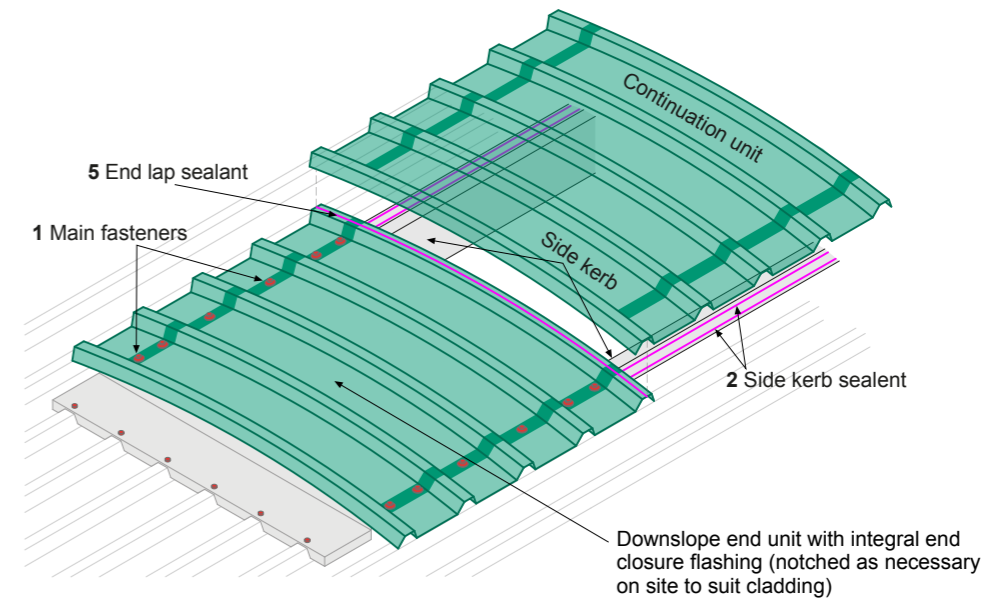 Continuation unit
5 End lap sealant
1 Main fasteners
Side kerb
2 Side kerb sealent
Downslope end unit with integral end
closure flashing (notched as necessary
on site to suit cladding)